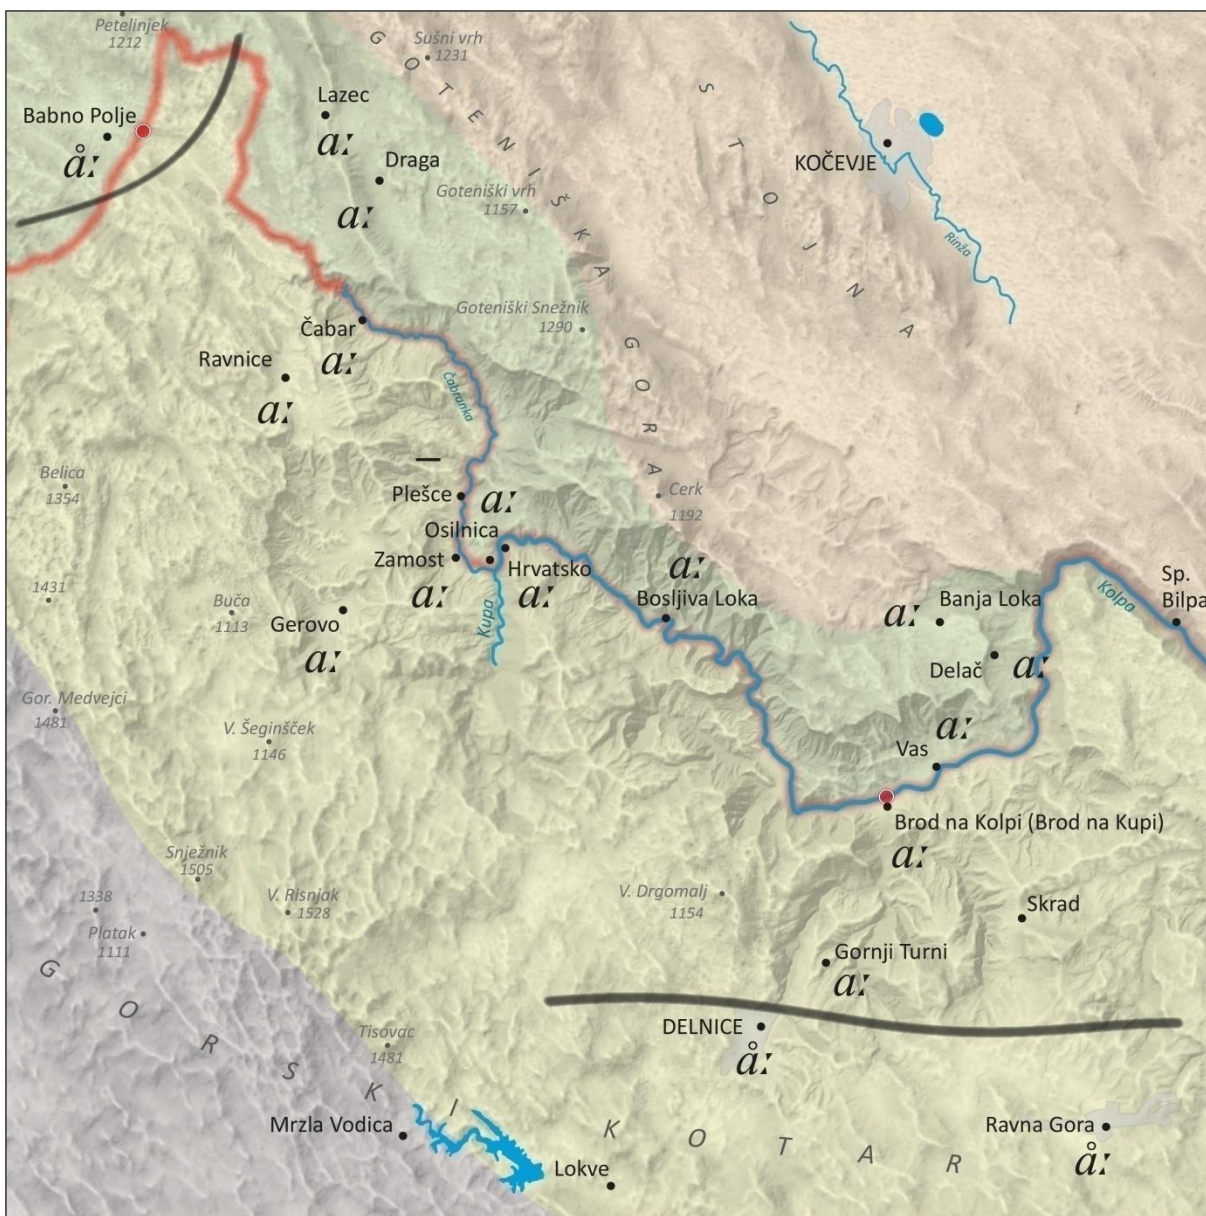 Petelinjek
1212
Sušni vrh
1231
GOTENIŠKA GORA
STOJNA
Lazec
aː
Babno Polje
åː
Draga
aː
KOČEVJE
Goteniški vrh
1157
Rinža
Goteniški Snežnik
1290
Čabar
aː
Ravnice
aː
Čabranka
Belica
1354
Plešce
aː
Cerk
1192
Osilnica
Zamost
aː
Hrvatsko
aː
aː
Bosljiva Loka
Sp.
Bilpa
Kolpa
1431
Buča
1113
Gerovo
aː
Kupa
aː
Banja Loka
Delač
aː
Gor. Medvejci
1481
V. Šeginšček
1146
aː
Vas
Brod na Kolpi (Brod na Kupi)
aː
Snježnik
1505
1338
V. Risnjak
1528
V. Drgomalj
1154
Skrad
Platak
1111
Gornji Turni
aː
GORSKI KOTAR
Tisovac
1481
DELNICE
åː
Mrzla Vodica
Ravna Gora
åː
Lokve